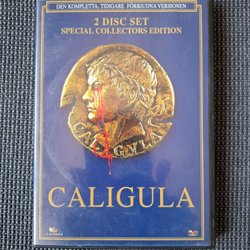 DEN KOMPLETTA, TIDIGARE FÖRBJUDNA VERSIONEN
2 DISC SET
SPECIAL COLLECTORS EDITION
CALIGULA